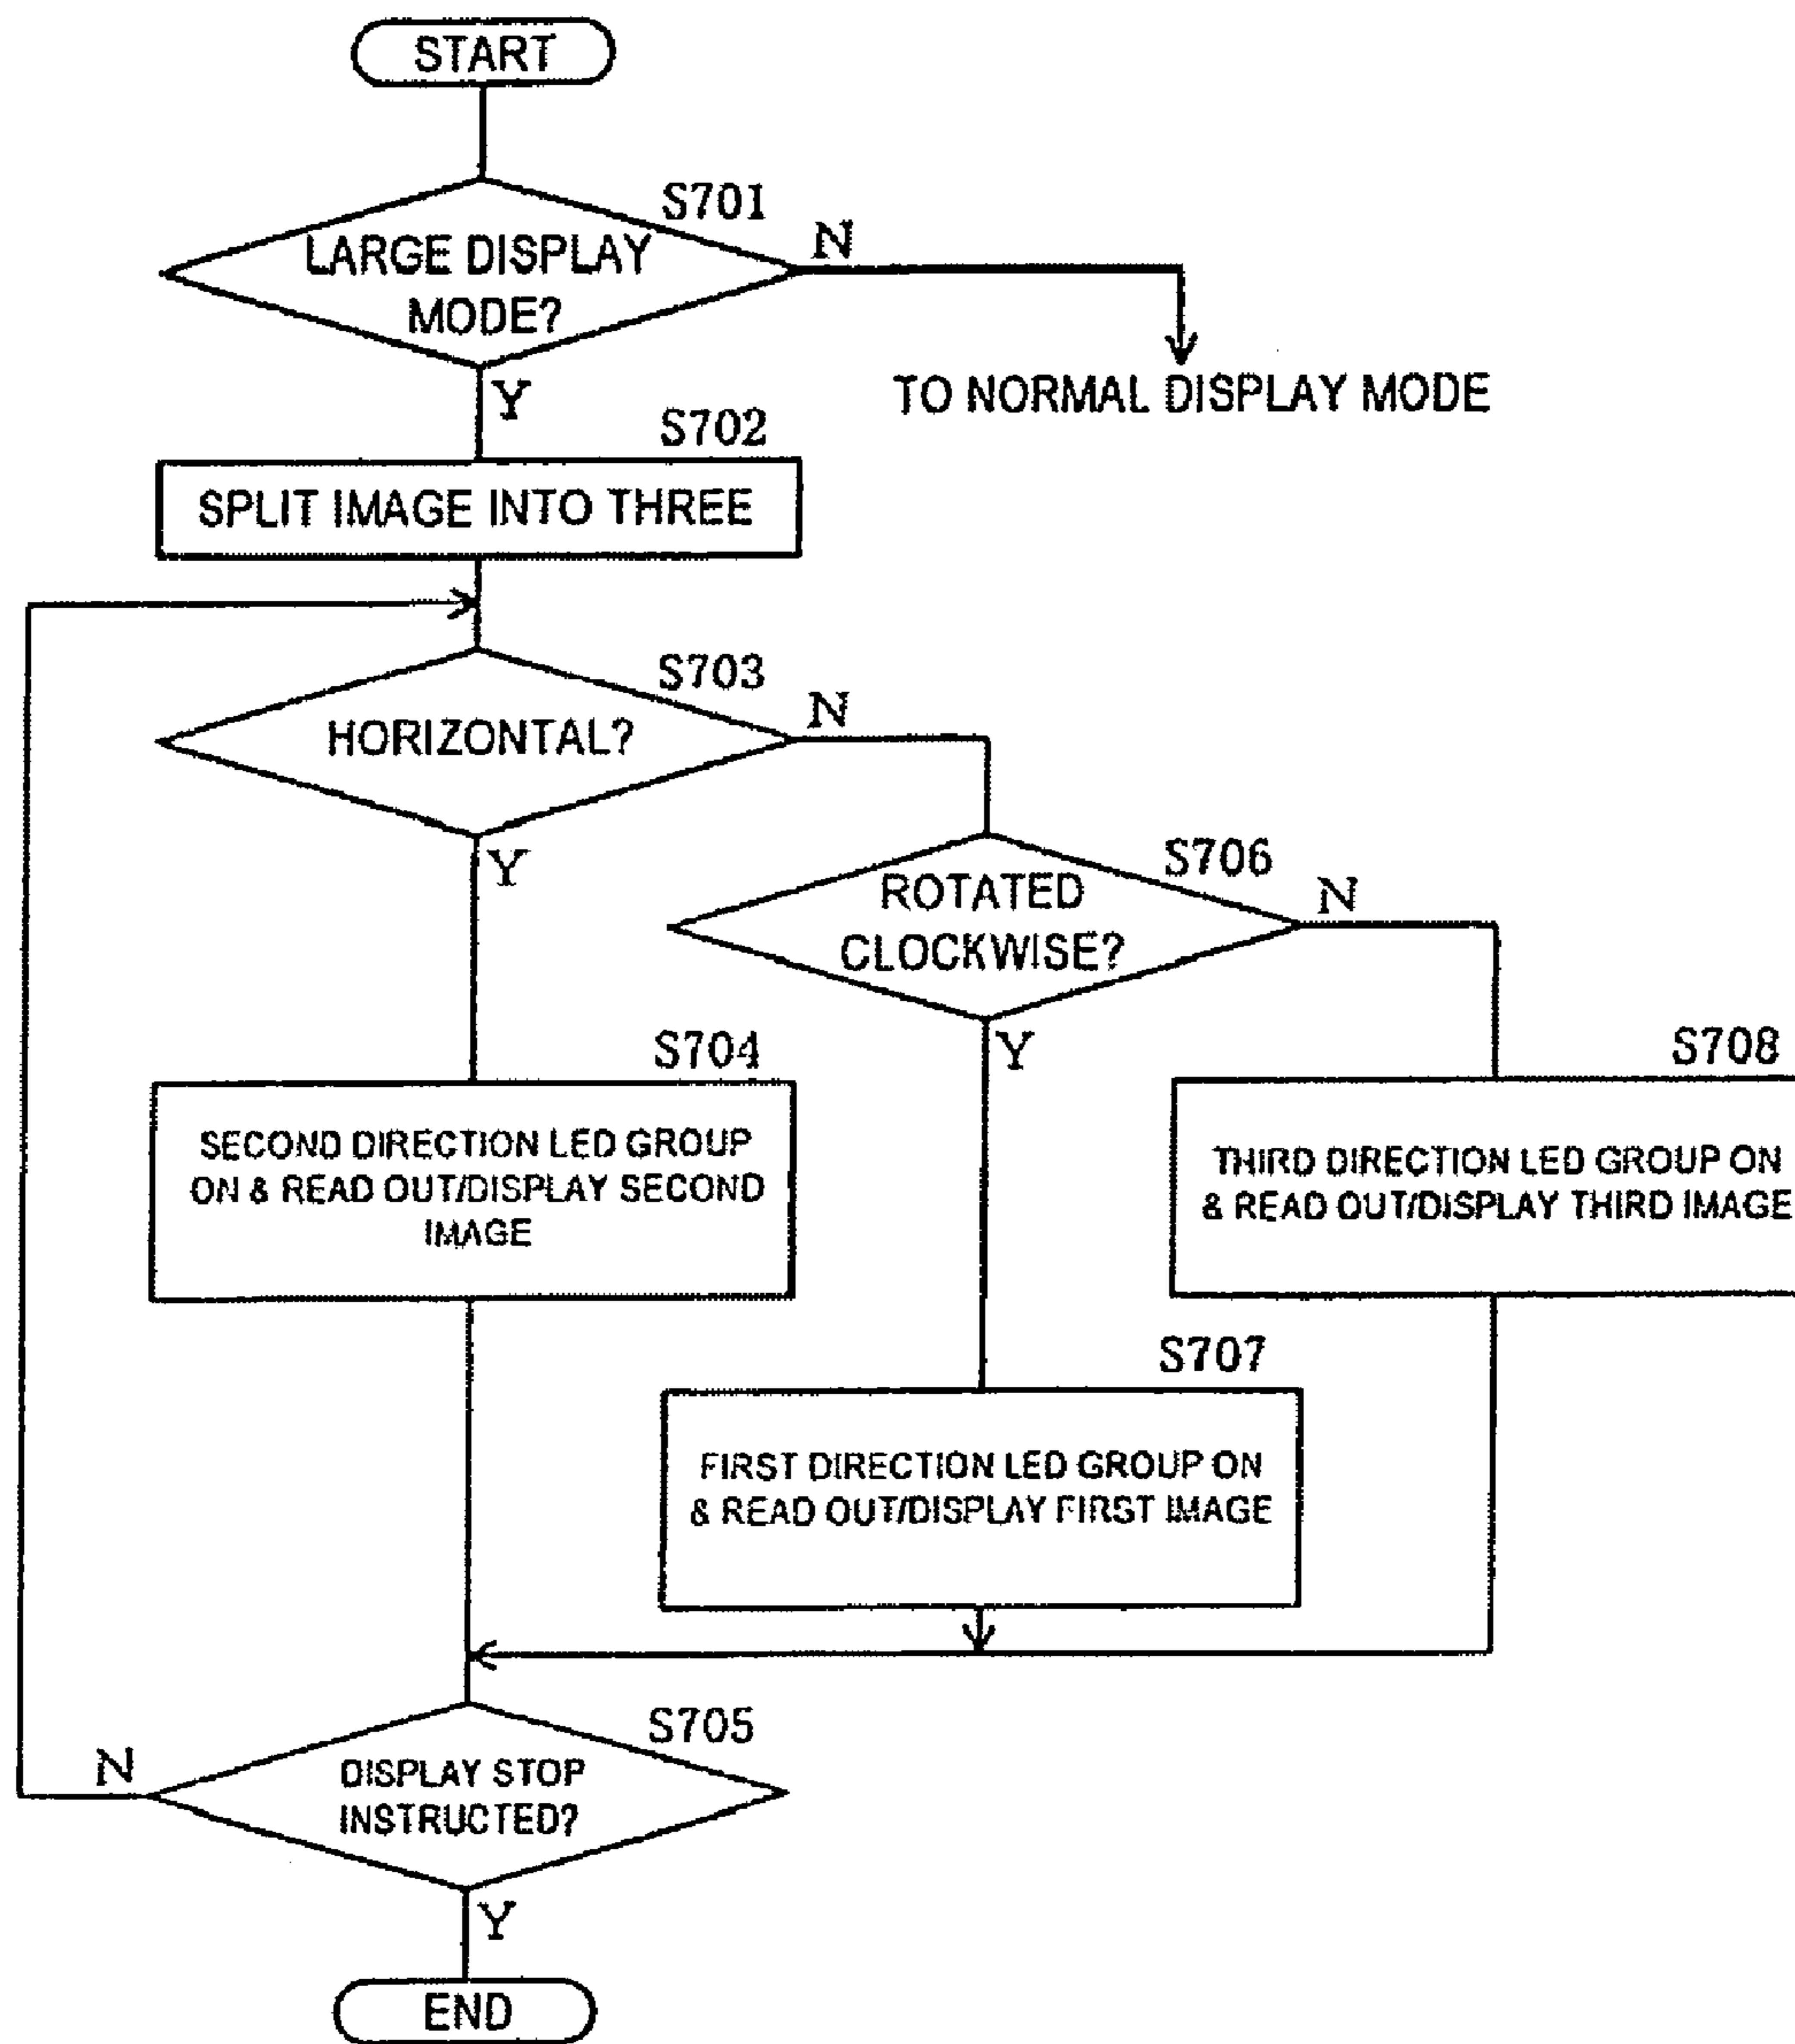 START
S701
LARGE DISPLAY
MODE?
N
Y
TO NORMAL DISPLAY MODE
S702
SPLIT IMAGE INTO THREE
S703
HORIZONTAL?
N
Y
S706
ROTATED
CLOCKWISE?
N
Y
S704
SECOND DIRECTION LED GROUP
ON & READ OUT/DISPLAY SECOND
IMAGE
S708
THIRD DIRECTION LED GROUP ON
& READ OUT/DISPLAY THIRD IMAGE
S707
FIRST DIRECTION LED GROUP ON
& READ OUT/DISPLAY FIRST IMAGE
S705
DISPLAY STOP
INSTRUCTED?
N
Y
END